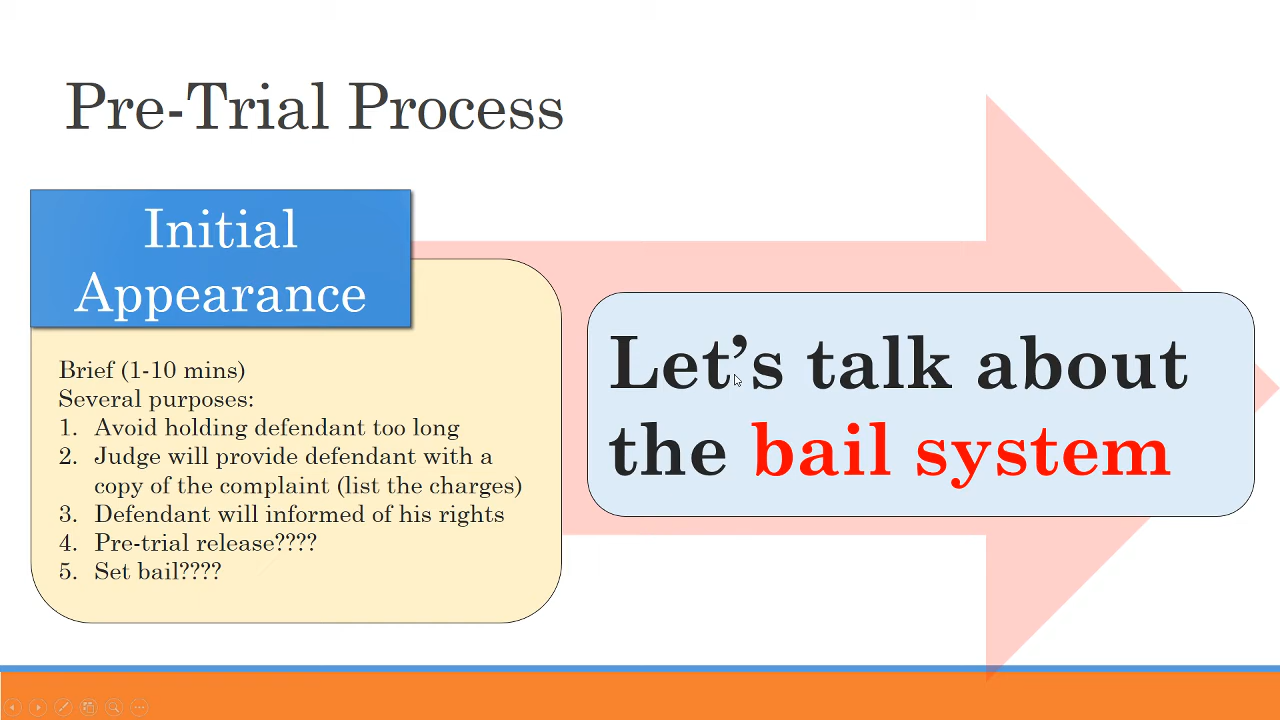 Pre-Trial Process
Initial
Appearance
Brief (1-10 mins)
Several purposes:
1. Avoid holding defendant too long
2. Judge will provide defendant with a
copy of the complaint (list the charges)
3. Defendant will informed of his rights
4. Pre-trial release????
5. Set bail????
Let’s talk about
the bail system